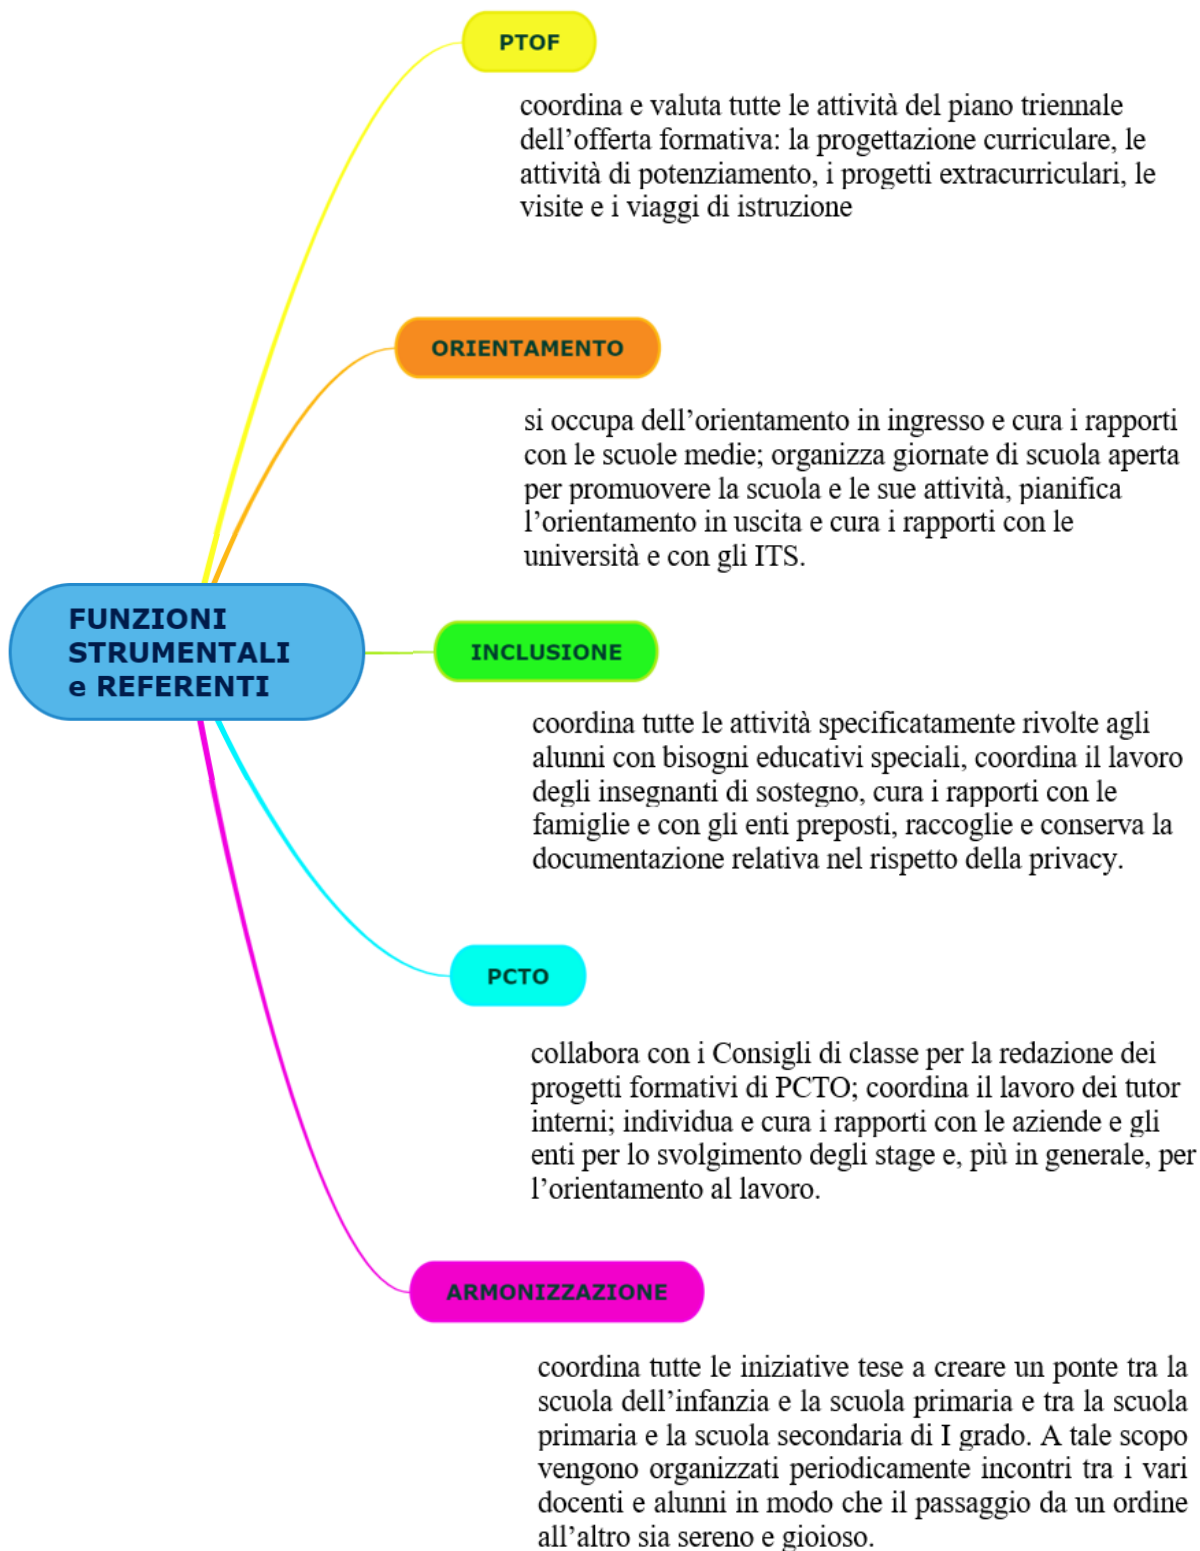 PTOF
coordina e valuta tutte le attività del piano triennale
dell’offerta formativa: la progettazione curriculare, le
attività di potenziamento, i progetti extracurriculari, le
visite e i viaggi di istruzione
ORIENTAMENTO
si occupa dell’orientamento in ingresso e cura i rapporti
con le scuole medie; organizza giornate di scuola aperta
per promuovere la scuola e le sue attività, pianifica
l’orientamento in uscita e cura i rapporti con le
università e con gli ITS.
FUNZIONI
STRUMENTALI
e REFERENTI
INCLUSIONE
coordina tutte le attività specificatamente rivolte agli
alunni con bisogni educativi speciali, coordina il lavoro
degli insegnanti di sostegno, cura i rapporti con le
famiglie e con gli enti preposti, raccoglie e conserva la
documentazione relativa nel rispetto della privacy.
PCTO
collabora con i Consigli di classe per la redazione dei
progetti formativi di PCTO; coordina il lavoro dei tutor
interni; individua e cura i rapporti con le aziende e gli
enti per lo svolgimento degli stage e, più in generale, per
l’orientamento al lavoro.
ARMONIZZAZIONE
coordina tutte le iniziative tese a creare un ponte tra la
scuola dell’infanzia e la scuola primaria e tra la scuola
primaria e la scuola secondaria di I grado. A tale scopo
vengono organizzati periodicamente incontri tra i vari
docenti e alunni in modo che il passaggio da un ordine
all’altro sia sereno e gioioso.